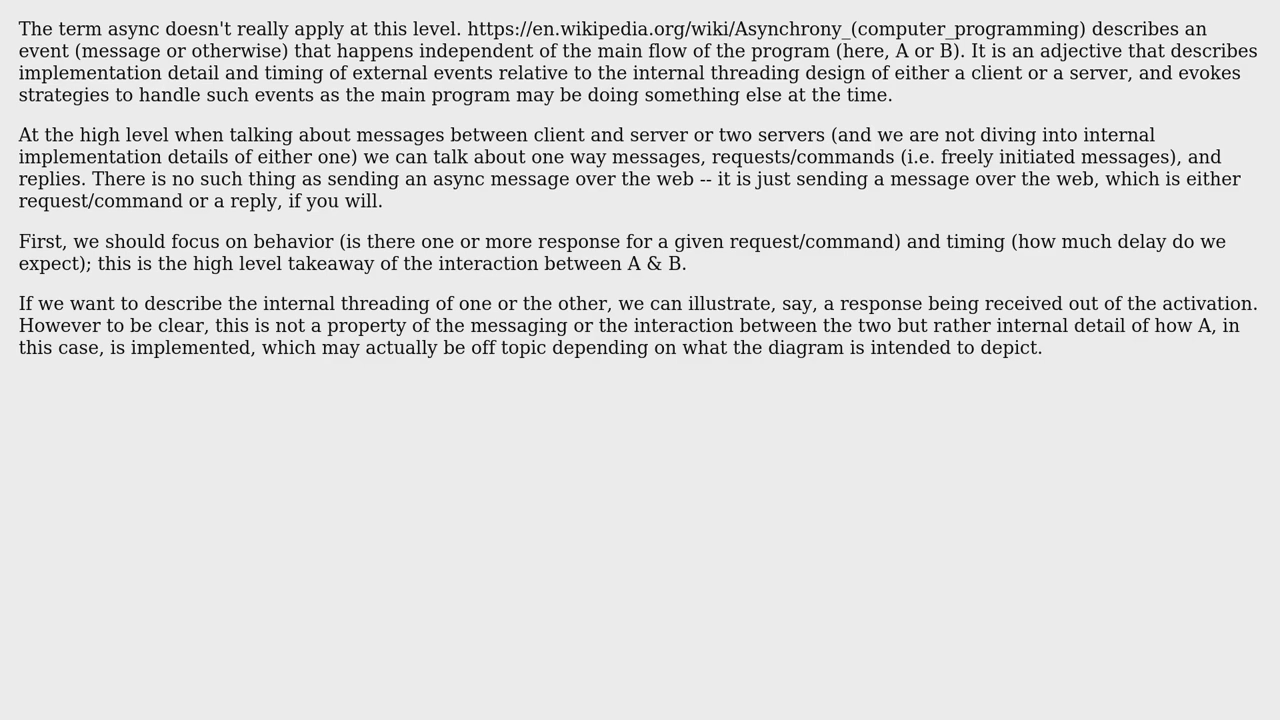 The term async doesn't really apply at this level. https://en.wikipedia.org/wiki/Asynchrony_(computer_programming) describes an
event (message or otherwise) that happens independent of the main flow of the program (here, A or B). It is an adjective that describes
implementation detail and timing of external events relative to the internal threading design of either a client or a server, and evokes
strategies to handle such events as the main program may be doing something else at the time.
At the high level when talking about messages between client and server or two servers (and we are not diving into internal
implementation details of either one) we can talk about one way messages, requests/commands (i.e. freely initiated messages), and
replies. There is no such thing as sending an async message over the web -- it is just sending a message over the web, which is either
request/command or a reply, if you will.
First, we should focus on behavior (is there one or more response for a given request/command) and timing (how much delay do we
expect); this is the high level takeaway of the interaction between A & B.
If we want to describe the internal threading of one or the other, we can illustrate, say, a response being received out of the activation.
However to be clear, this is not a property of the messaging or the interaction between the two but rather internal detail of how A, in
this case, is implemented, which may actually be off topic depending on what the diagram is intended to depict.